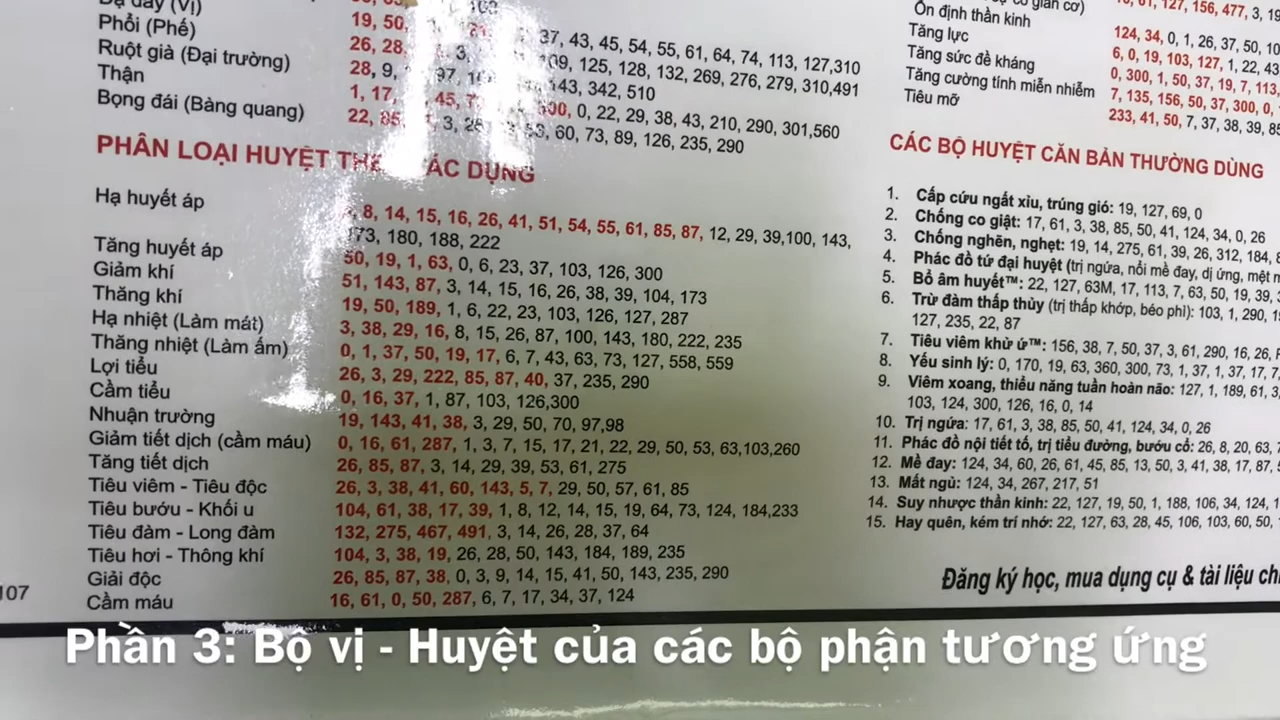 Dạ dày (Vị)
Phổi (Phế) 19, 50, 37, 43, 45, 54, 55, 61, 64, 74, 113, 127,310
Ruột già (Đại trường) 26, 28, 3, 109, 125, 128, 132, 269, 276, 279, 310,491
Thận 28, 9, 97, 143, 342, 510
Bọng đái (Bàng quang) 1, 17, 45, 300, 0, 22, 29, 38, 43, 210, 290, 301,560
22, 85, 3, 53, 60, 73, 89, 126, 235, 290
PHÂN LOẠI HUYỆT THEO TÁC DỤNG
Hạ huyết áp 8, 14, 15, 16, 26, 41, 51, 54, 55, 61, 85, 87, 12, 29, 39,100, 143,
173, 180, 188, 222
Tăng huyết áp 50, 19, 1, 63, 0, 6, 23, 37, 103, 126, 300
Giảm khí 51, 143, 87, 3, 14, 15, 16, 26, 38, 39, 104, 173
Thăng khí 19, 50, 189, 1, 6, 22, 23, 103, 126, 127, 287
Hạ nhiệt (Làm mát) 3, 38, 29, 16, 8, 15, 26, 87, 100, 143, 180, 222, 235
Thăng nhiệt (Làm ấm) 0, 1, 37, 50, 19, 17, 6, 7, 43, 63, 73, 127, 558, 559
Lợi tiểu 26, 3, 29, 222, 85, 87, 40, 37, 235, 290
Cầm tiểu 0, 16, 37, 1, 87, 103, 126,300
Nhuận trường 19, 143, 41, 38, 3, 29, 50, 70, 97,98
Giảm tiết dịch (cầm máu) 0, 16, 61, 287, 1, 3, 7, 15, 17, 21, 22, 29, 50, 53, 63,103,260
Tăng tiết dịch 26, 85, 87, 3, 14, 29, 39, 53, 61, 275
Tiêu viêm - Tiêu độc 26, 3, 38, 41, 60, 143, 5, 7, 29, 50, 57, 61, 85
Tiêu bướu - Khối u 104, 61, 38, 17, 39, 1, 8, 12, 14, 15, 19, 64, 73, 124, 184,233
Tiêu đàm - Long đàm 132, 275, 467, 491, 3, 14, 26, 28, 37, 64
Tiêu hơi - Thông khí 104, 3, 38, 19, 26, 28, 50, 143, 184, 189, 235
Giải độc 26, 85, 87, 38, 0, 3, 9, 14, 15, 41, 50, 143, 235, 290
Cầm máu 16, 61, 0, 50, 287, 6, 7, 17, 34, 37, 124
107
61, 127, 156, 477, 3, 19
Ổn định thần kinh 124, 34, 0, 1, 26, 37, 50, 10
Tăng lực 6, 0, 19, 103, 127, 1, 22, 43
Tăng sức đề kháng 0, 300, 1, 50, 37, 19, 7, 113,
Tăng cường tính miễn nhiễm 7, 135, 156, 50, 37, 300, 0,
Tiêu mỡ 233, 41, 50, 7, 37, 38, 39, 85
CÁC BỘ HUYỆT CĂN BẢN THƯỜNG DÙNG
1. Cấp cứu ngất xỉu, trúng gió: 19, 127, 69, 0
2. Chống co giật: 17, 61, 3, 38, 85, 50, 41, 124, 34, 0, 26
3. Chống nghẽn, nghẹt: 19, 14, 275, 61, 39, 26, 312, 184, 8
4. Phác đồ tứ đại huyệt (trị ngứa, nổi mề đay, dị ứng, mệt m
5. Bổ âm huyết™: 22, 127, 63M, 17, 113, 7, 63, 50, 19, 39, 3
6. Trừ đàm thấp thủy (trị thấp khớp, béo phì): 103, 1, 290, 19
127, 235, 22, 87
7. Tiêu viêm khử ứ™: 156, 38, 7, 50, 37, 3, 61, 290, 16, 26,
8. Yếu sinh lý: 0, 170, 19, 63, 360, 300, 73, 1, 37, 1, 37, 17, 7,
9. Viêm xoang, thiểu năng tuần hoàn não: 127, 1, 189, 61, 3,
103, 124, 300, 126, 16, 0, 14
10. Trị ngứa: 17, 61, 3, 38, 85, 50, 41, 124, 34, 0, 26
11. Phác đồ nội tiết tố, trị tiểu đường, bướu cổ: 26, 8, 20, 63, 7
12. Mề đay: 124, 34, 60, 26, 61, 45, 85, 13, 50, 3, 41, 38, 17, 87, 5
13. Mất ngủ: 124, 34, 267, 217, 51
14. Suy nhược thần kinh: 22, 127, 19, 50, 1, 188, 106, 34, 124, 1
15. Hay quên, kém trí nhớ: 22, 127, 63, 28, 45, 106, 103, 60, 50,
Đăng ký học, mua dụng cụ & tài liệu chi
Phần 3: Bộ vị - Huyệt của các bộ phận tương ứng